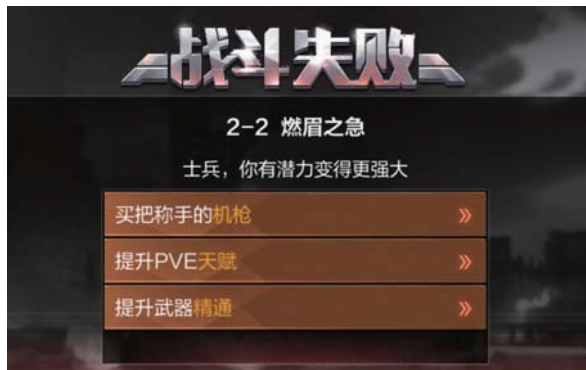 战斗失败
2-2 燃眉之急
士兵，你有潜力变得更强大
买把称手的机枪
提升PVE天赋
提升武器精通